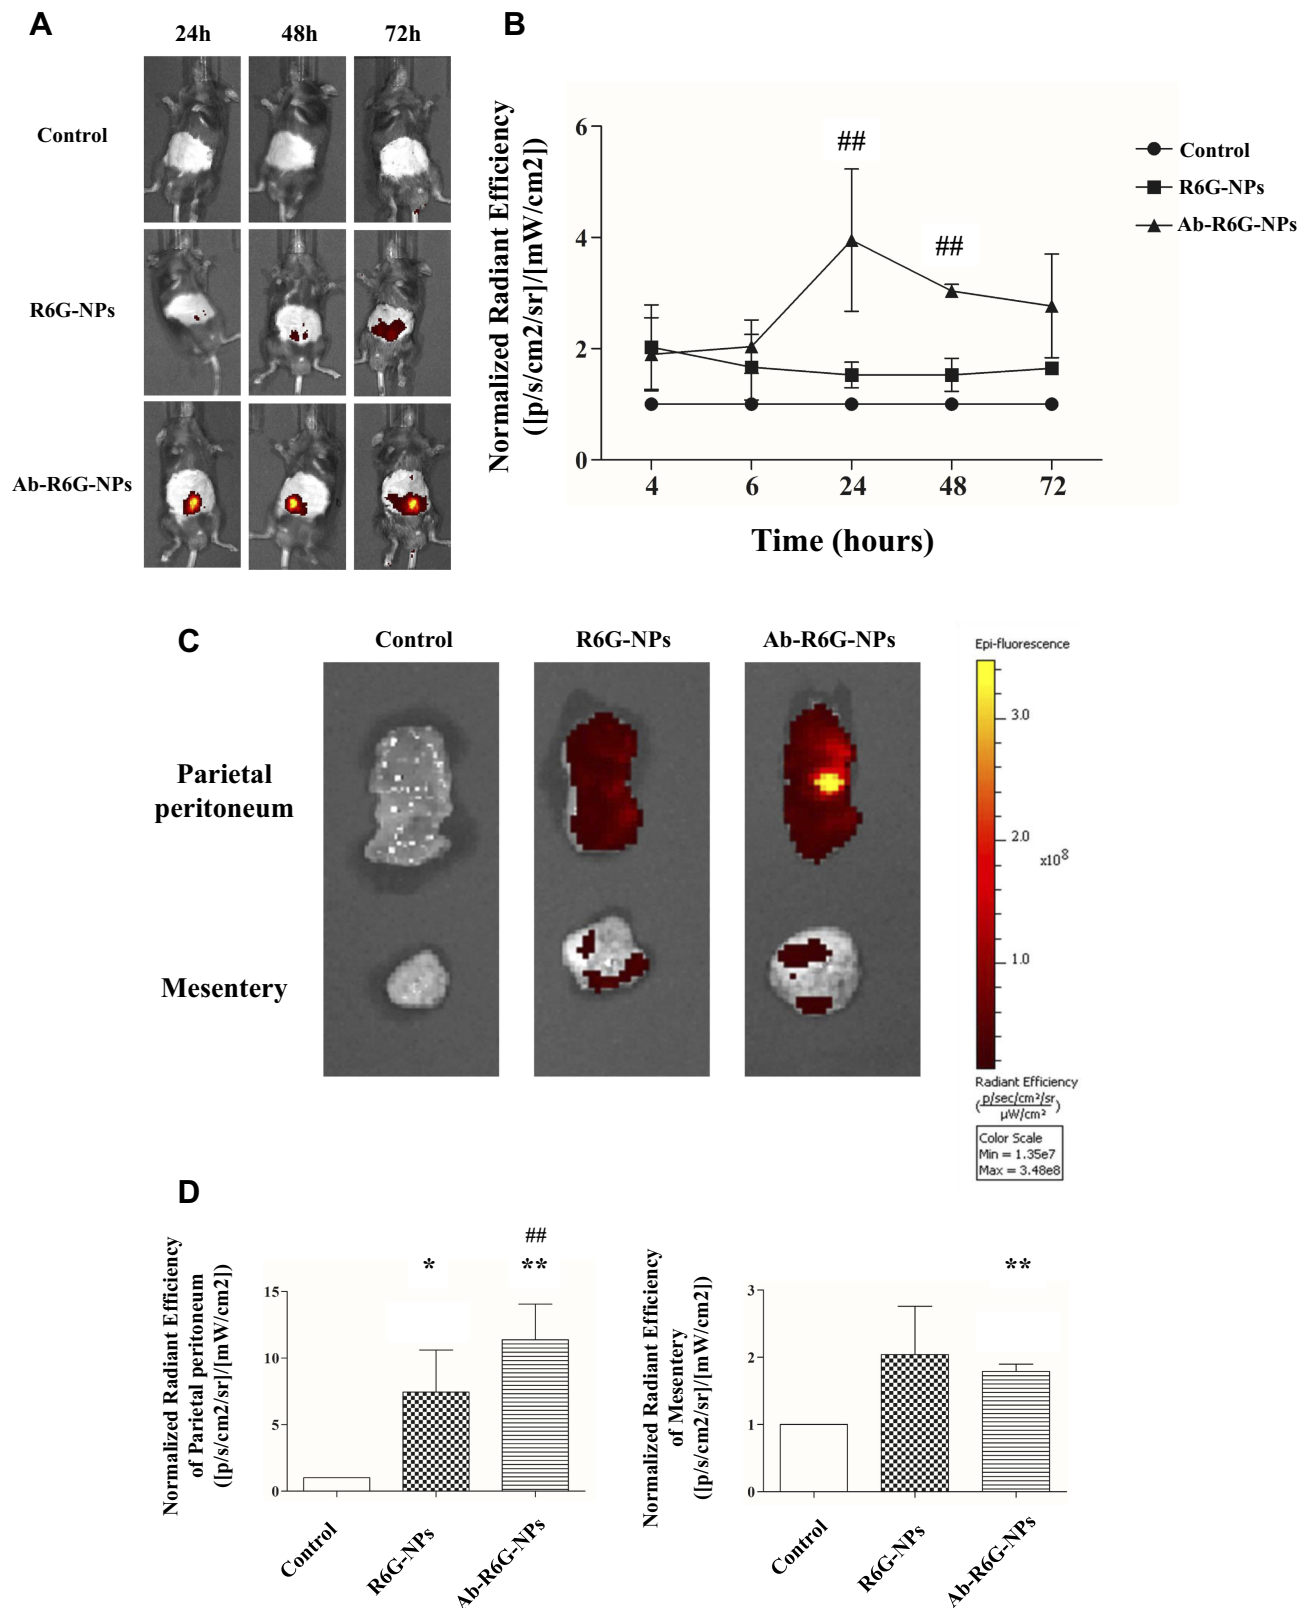 A
24h 48h 72h
Control
R6G-NPs
Ab-R6G-NPs
B
Normalized Radiant Efficiency
([p/s/cm2/sr]/[mW/cm2])
6
4
2
0
##
##
4 6 24 48 72
Time (hours)
Control
R6G-NPs
Ab-R6G-NPs
C
Control R6G-NPs Ab-R6G-NPs
Parietal
peritoneum
Mesentery
Epi-fluorescence
3.0
2.0
x10⁸
1.0
Radiant Efficiency
(p/sec/cm²/sr
µW/cm²)
Color Scale
Min = 1.35e7
Max = 3.48e8
D
Normalized Radiant Efficiency
of Parietal peritoneum
([p/s/cm2/sr]/[mW/cm2])
15
10
5
0
*
##
**
Control
R6G-NPs
Ab-R6G-NPs
Normalized Radiant Efficiency
of Mesentery
([p/s/cm2/sr]/[mW/cm2])
3
2
1
0
**
Control
R6G-NPs
Ab-R6G-NPs